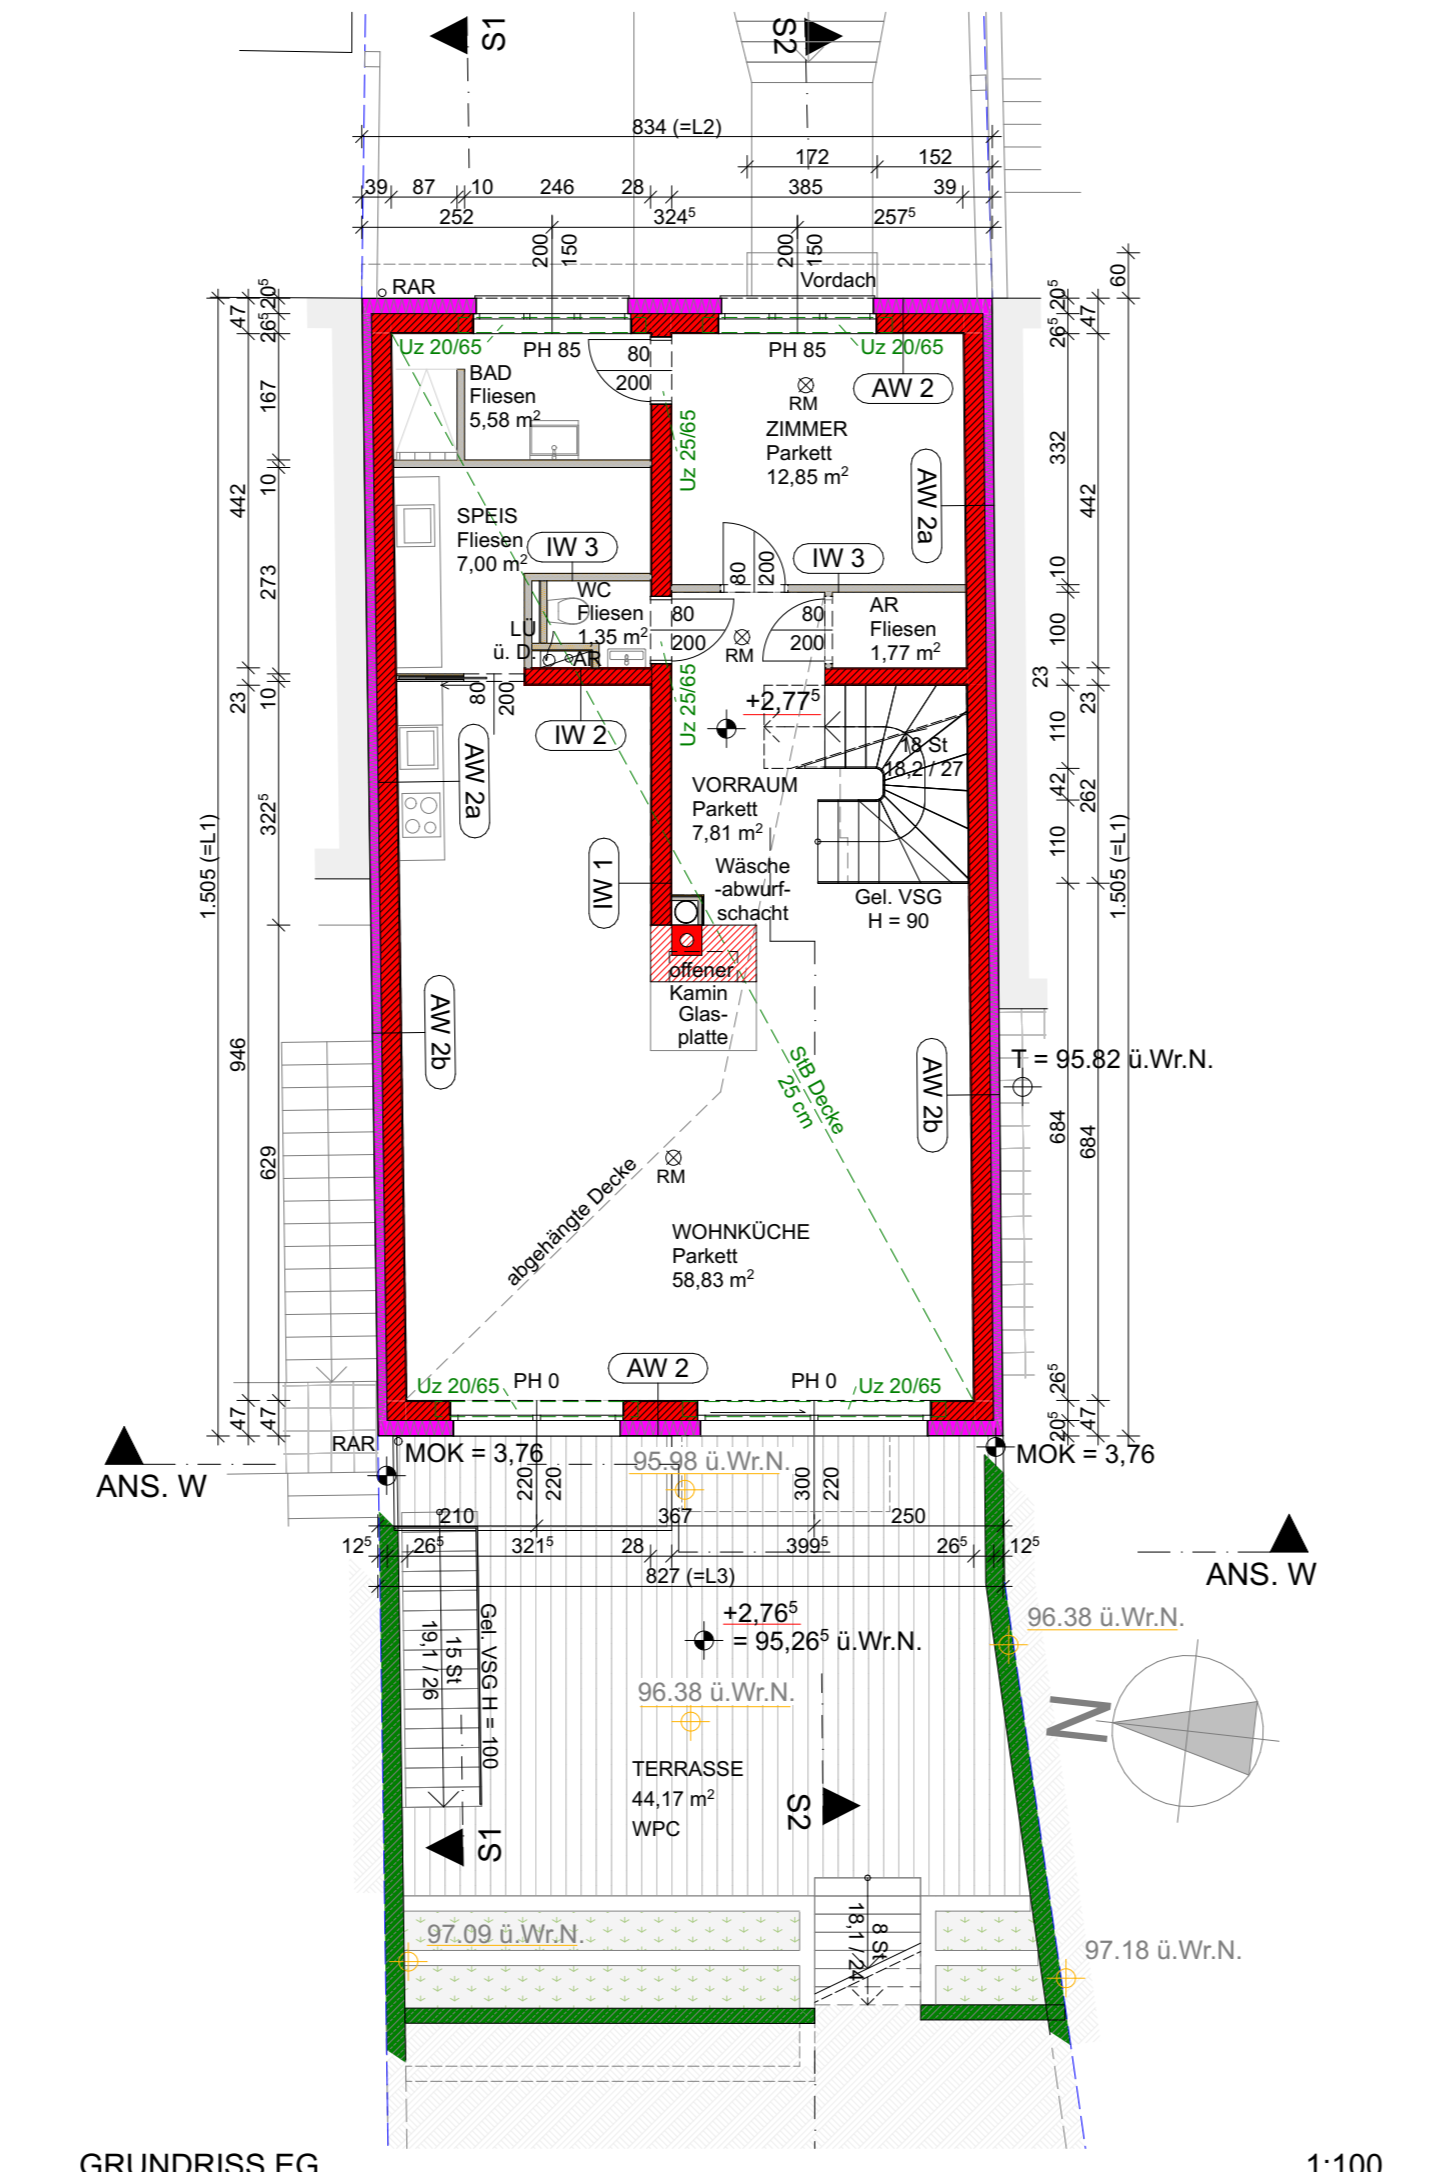 S1
S2
834 (=L2)
172
152
39
87
10
246
28
385
39
252
324⁵
257⁵
200
150
200
150
60
Vordach
RAR
47
20⁵
26⁵
20⁵
26⁵
47
Uz 20/65
PH 85
80
200
PH 85
Uz 20/65
BAD
Fliesen
5,58 m²
RM
AW 2
ZIMMER
Parkett
12,85 m²
Uz 25/65
167
10
442
273
332
442
10
AW 2a
SPEIS
Fliesen
7,00 m²
IW 3
80
200
IW 3
WC
Fliesen
1,35 m²
LÜ
ü. D.
AR
80
200
RM
80
200
AR
Fliesen
1,77 m²
100
23
23
10
80
200
IW 2
Uz 25/65
+2,77⁵
18 St
18,2 / 27
110
42
110
23
262
AW 2a
322⁵
1.505 (=L1)
1.505 (=L1)
VORRAUM
Parkett
7,81 m²
Wäsche
-abwurf-
schacht
Gel. VSG
H = 90
IW 1
offener
Kamin
Glas-
platte
AW 2b
AW 2b
StB Decke
25 cm
T = 95.82 ü.Wr.N.
946
629
684
684
RM
abgehängte Decke
WOHNKÜCHE
Parkett
58,83 m²
AW 2
Uz 20/65
PH 0
PH 0
Uz 20/65
47
47
26⁵
20⁵
47
RAR
MOK = 3,76
95.98 ü.Wr.N.
MOK = 3,76
ANS. W
220
220
300
220
210
367
250
12⁵
26⁵
321⁵
28
399⁵
26⁵
12⁵
827 (=L3)
ANS. W
+2,76⁵
= 95,26⁵ ü.Wr.N.
96.38 ü.Wr.N.
Gel. VSG H = 100
15 St
19,1 / 26
96.38 ü.Wr.N.
N
TERRASSE
44,17 m²
WPC
S2
S1
8 St
18,1 / 24
97.09 ü.Wr.N.
97.18 ü.Wr.N.
GRUNDRISS EG
1:100